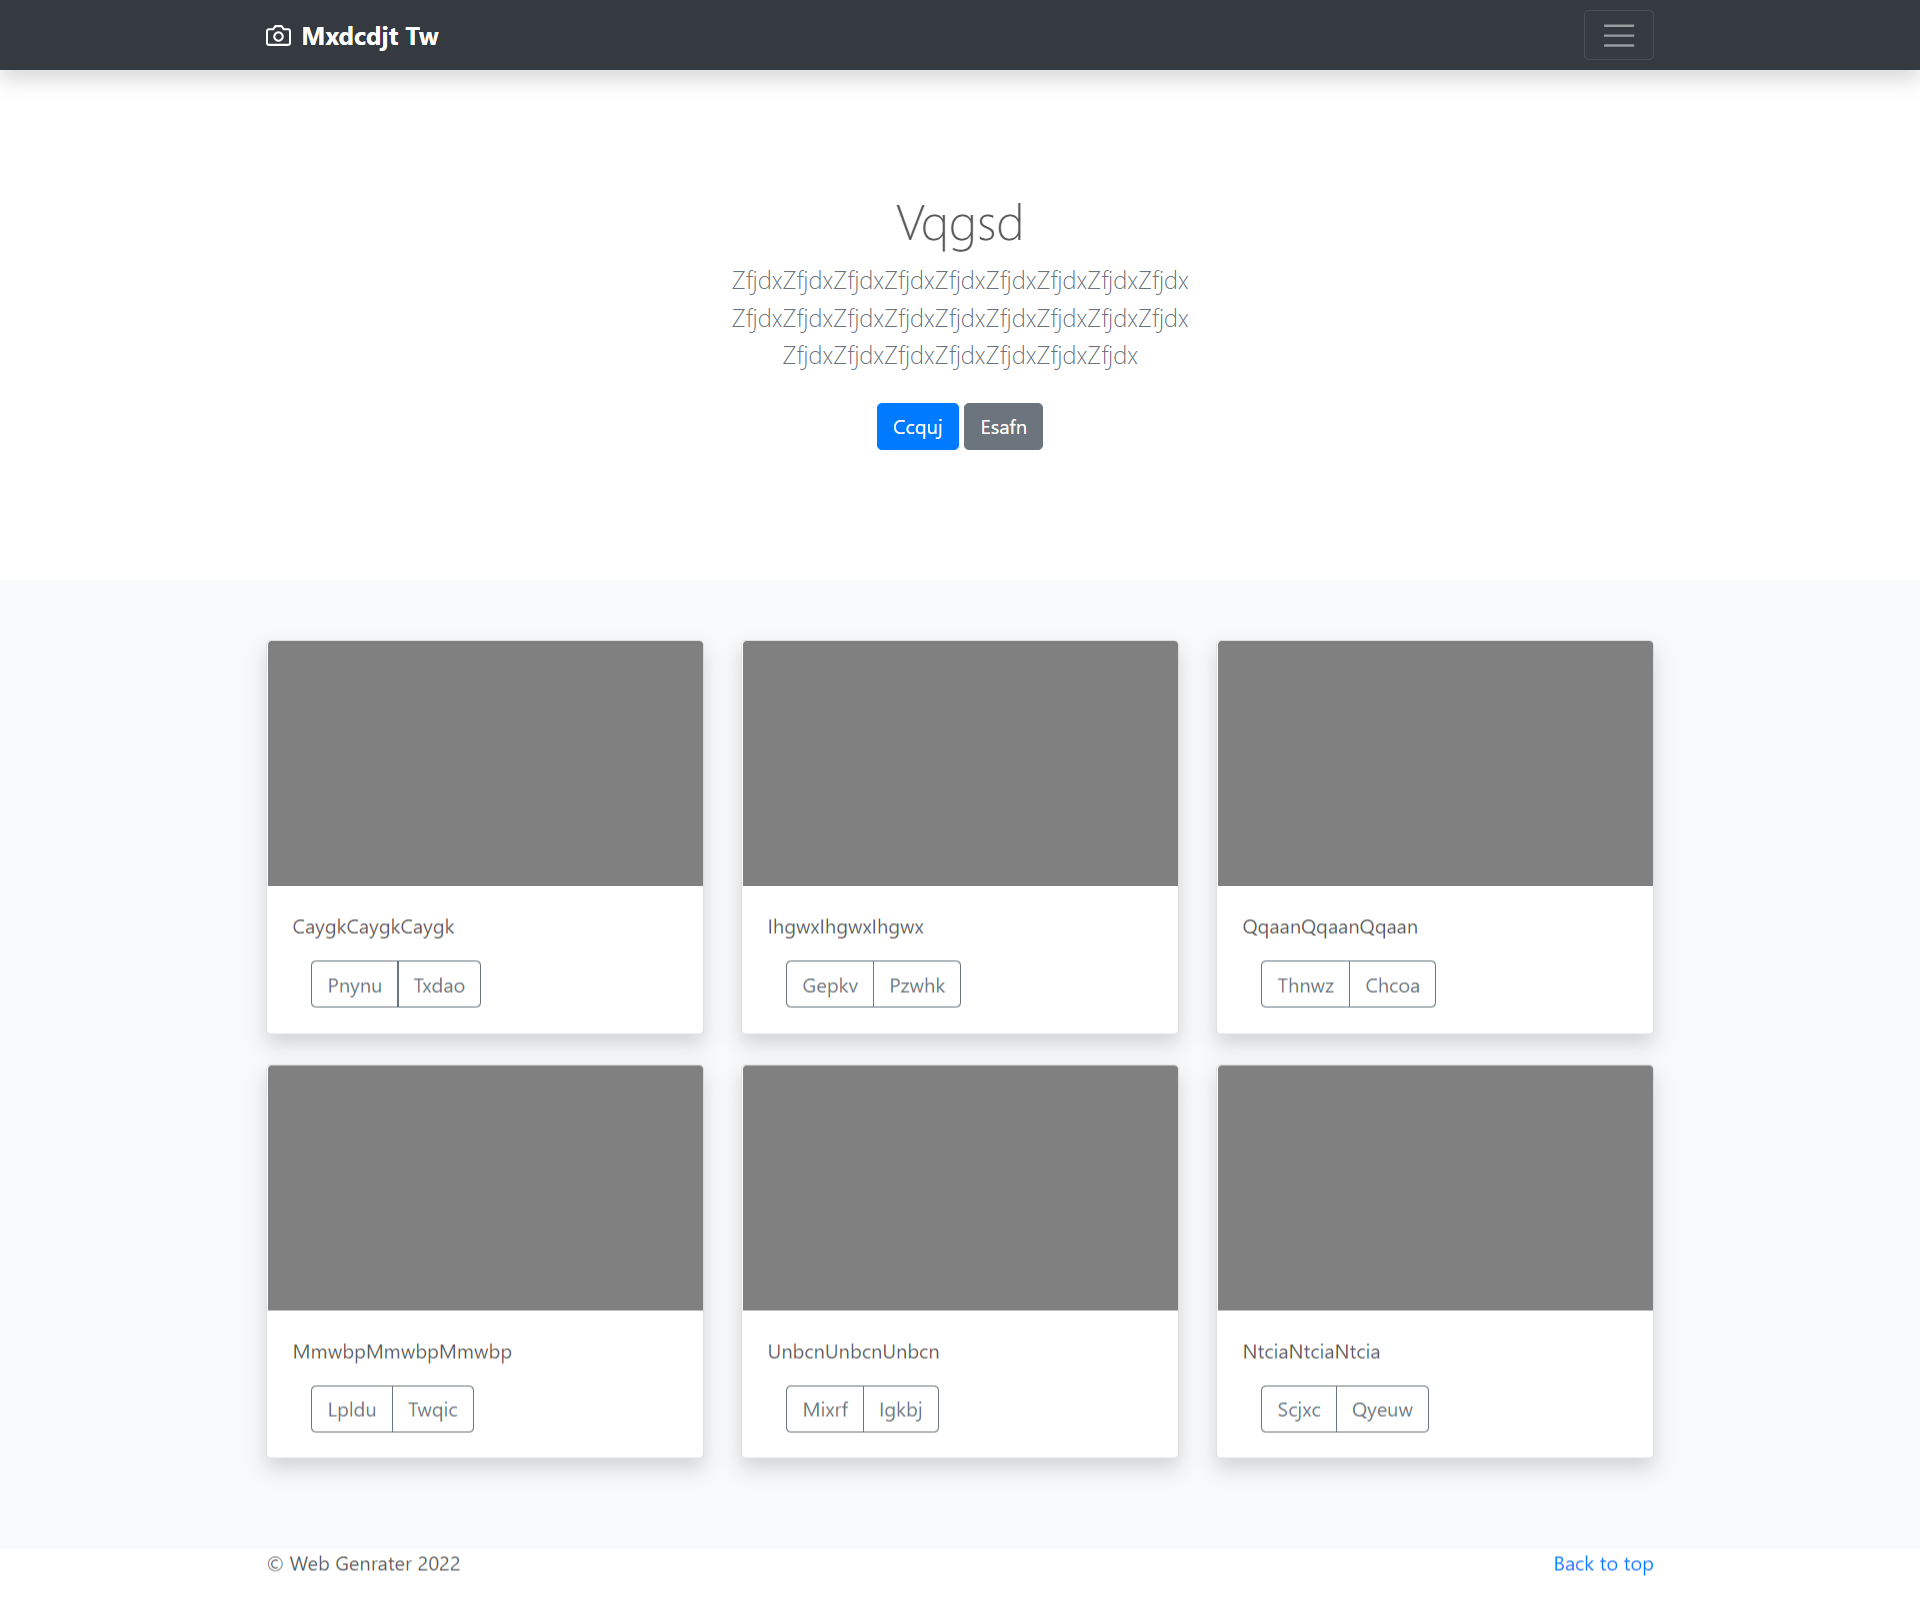 Mxdcdjt Tw
Vqgsd
ZfjdxZfjdxZfjdxZfjdxZfjdxZfjdxZfjdxZfjdxZfjdx
ZfjdxZfjdxZfjdxZfjdxZfjdxZfjdxZfjdxZfjdxZfjdx
ZfjdxZfjdxZfjdxZfjdxZfjdxZfjdxZfjdx
Ccquj Esafn
CaygkCaygkCaygk
Pnynu Txdao
IhgwxIhgwxIhgwx
Gepkv Pzwhk
QqaanQqaanQqaan
Thnwz Chcoa
MmwbpMmwbpMmwbp
Lpldu Twqic
UnbcnUnbcnUnbcn
Mixrf Igkbj
NtciaNtciaNtcia
Scjxc Qyeuw
© Web Genrater 2022
Back to top